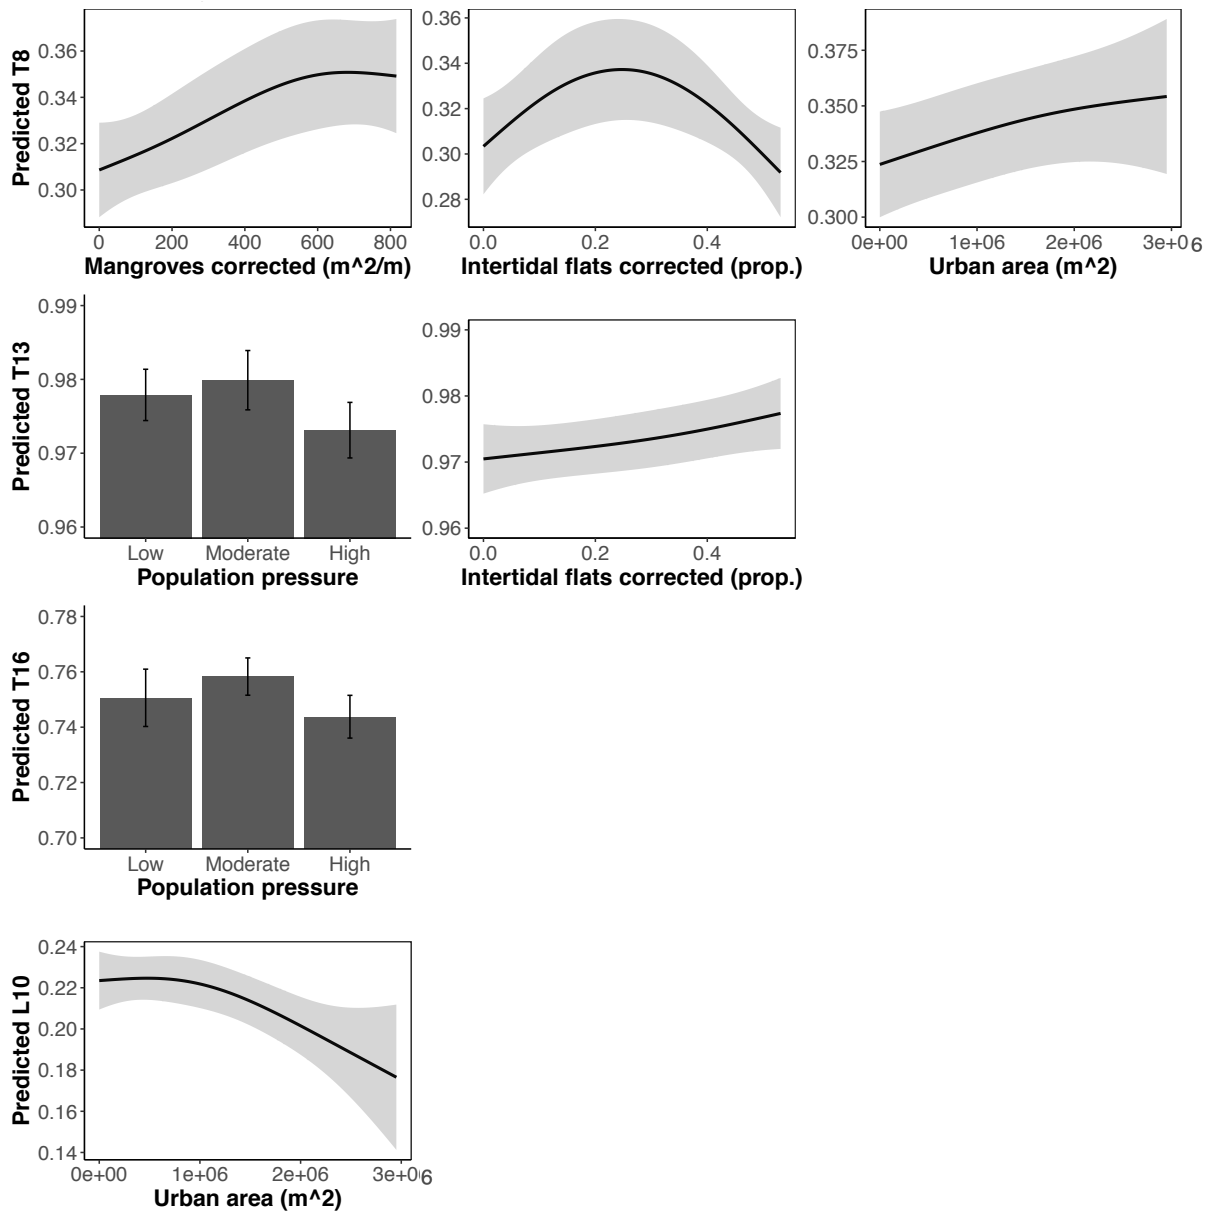 Predicted T8
0.36
0.34
0.32
0.30
0 200 400 600 800
Mangroves corrected (m^2/m)
0.36
0.34
0.32
0.30
0.28
0.0 0.2 0.4
Intertidal flats corrected (prop.)
0.375
0.350
0.325
0.300
0e+00 1e+06 2e+06 3e+06
Urban area (m^2)
Predicted T13
0.99
0.98
0.97
0.96
Low Moderate High
Population pressure
0.99
0.98
0.97
0.96
0.0 0.2 0.4
Intertidal flats corrected (prop.)
Predicted T16
0.78
0.76
0.74
0.72
0.70
Low Moderate High
Population pressure
Predicted L10
0.24
0.22
0.20
0.18
0.16
0.14
0e+00 1e+06 2e+06 3e+06
Urban area (m^2)